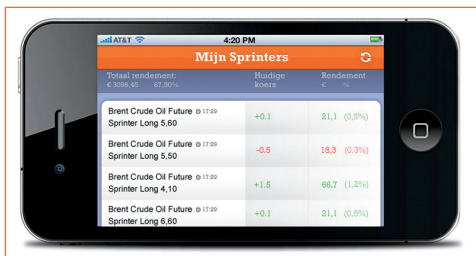 AT&T 4:20 PM
Mijn Sprinters
Totaal rendement: Huidige Rendement
€ 3098,45 67,50% koers € %
Brent Crude Oil Future 17:29
Sprinter Long 5,60 +0.1 21,1 (0,5%)
Brent Crude Oil Future 17:29
Sprinter Long 5,50 -0.5 18,3 (0.3%)
Brent Crude Oil Future 17:29
Sprinter Long 4,10 +1.5 66,7 (1,2%)
Brent Crude Oil Future 17:29
Sprinter Long 6,60 +0.1 21,1 (0,5%)